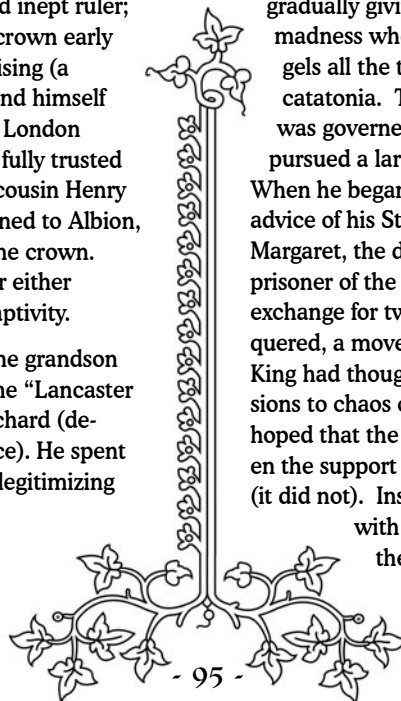 d inept ruler;
crown early
ising (a
nd himself
London
fully trusted
cousin Henry
ned to Albion,
ne crown.
r either
aptivity.
he grandson
he “Lancaster
chard (de-
ce). He spent
legitimizing
gradually givi
madness wh
gels all the t
catatonia. T
was governe
pursued a lar
When he began
advice of his St
Margaret, the d
prisoner of the
exchange for tw
quered, a move
King had thoug
sions to chaos o
hoped that the
en the support
(it did not). Ins
with
the
- 95 -